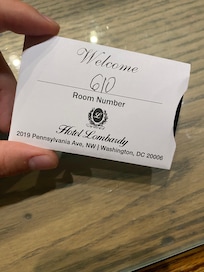 Welcome
610
Room Number
Hotel Lombardy
2019 Pennsylvania Ave, NW | Washington, DC 20006